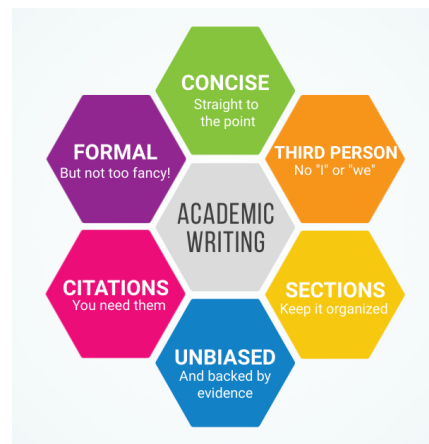 CONCISE
Straight to
the point
FORMAL
But not too fancy!
THIRD PERSON
No "I" or "we"
ACADEMIC
WRITING
CITATIONS
You need them
SECTIONS
Keep it organized
UNBIASED
And backed by
evidence